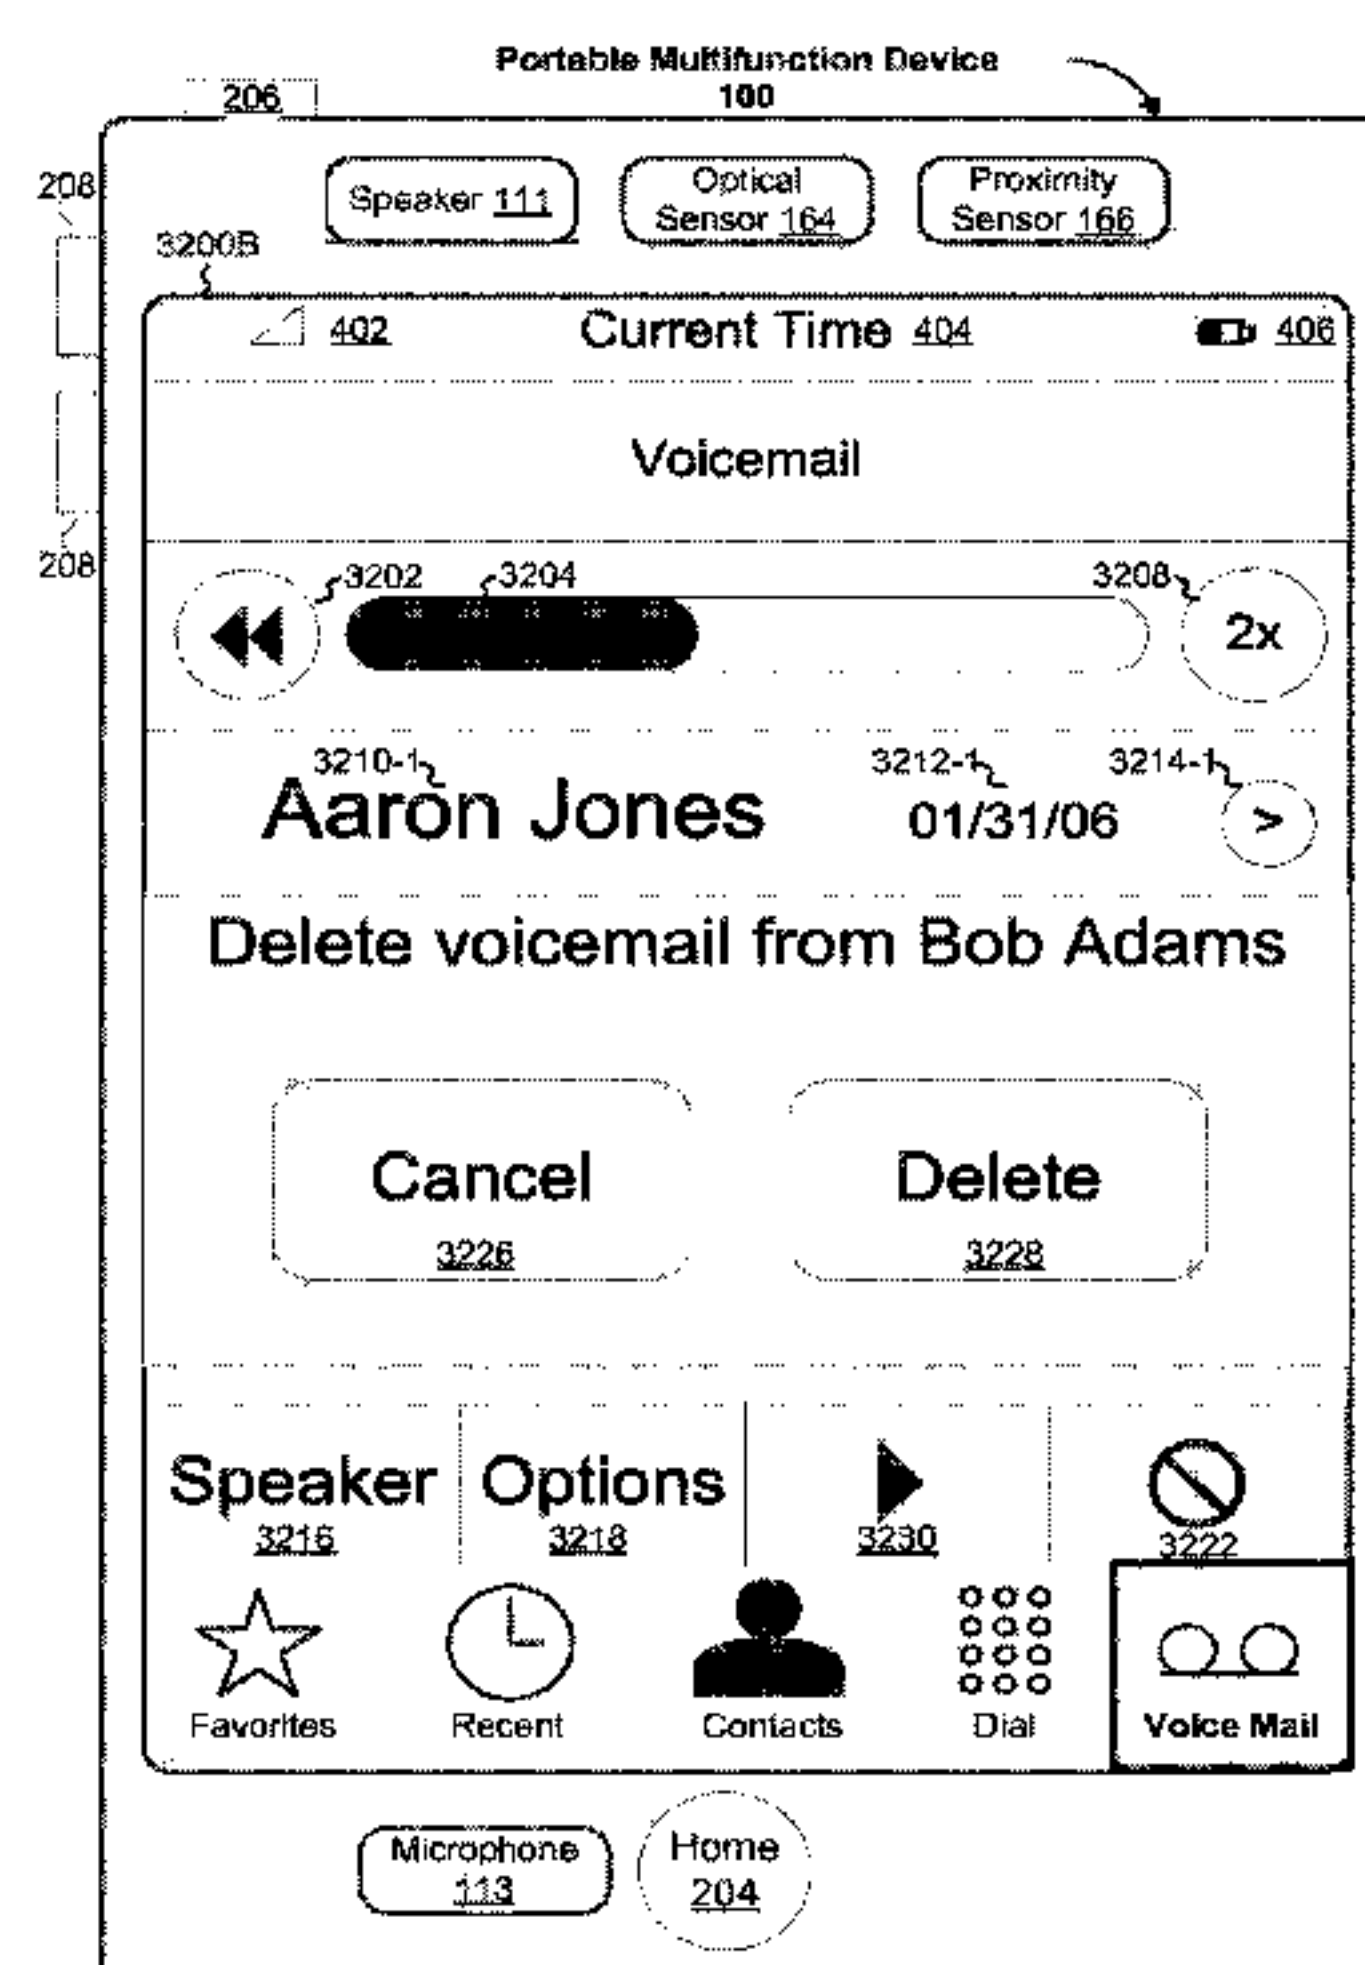 Portable Multifunction Device
100
206
208
Speaker 111
Optical
Sensor 164
Proximity
Sensor 166
3200B
402
Current Time 404
406
Voicemail
208
3202
3204
3208
2x
3210-1
3212-1
3214-1
Aaron Jones
01/31/06
>
Delete voicemail from Bob Adams
Cancel
3226
Delete
3228
Speaker
3216
Options
3218
3230
3222
Favorites
Recent
Contacts
Dial
Voice Mail
Microphone
113
Home
204